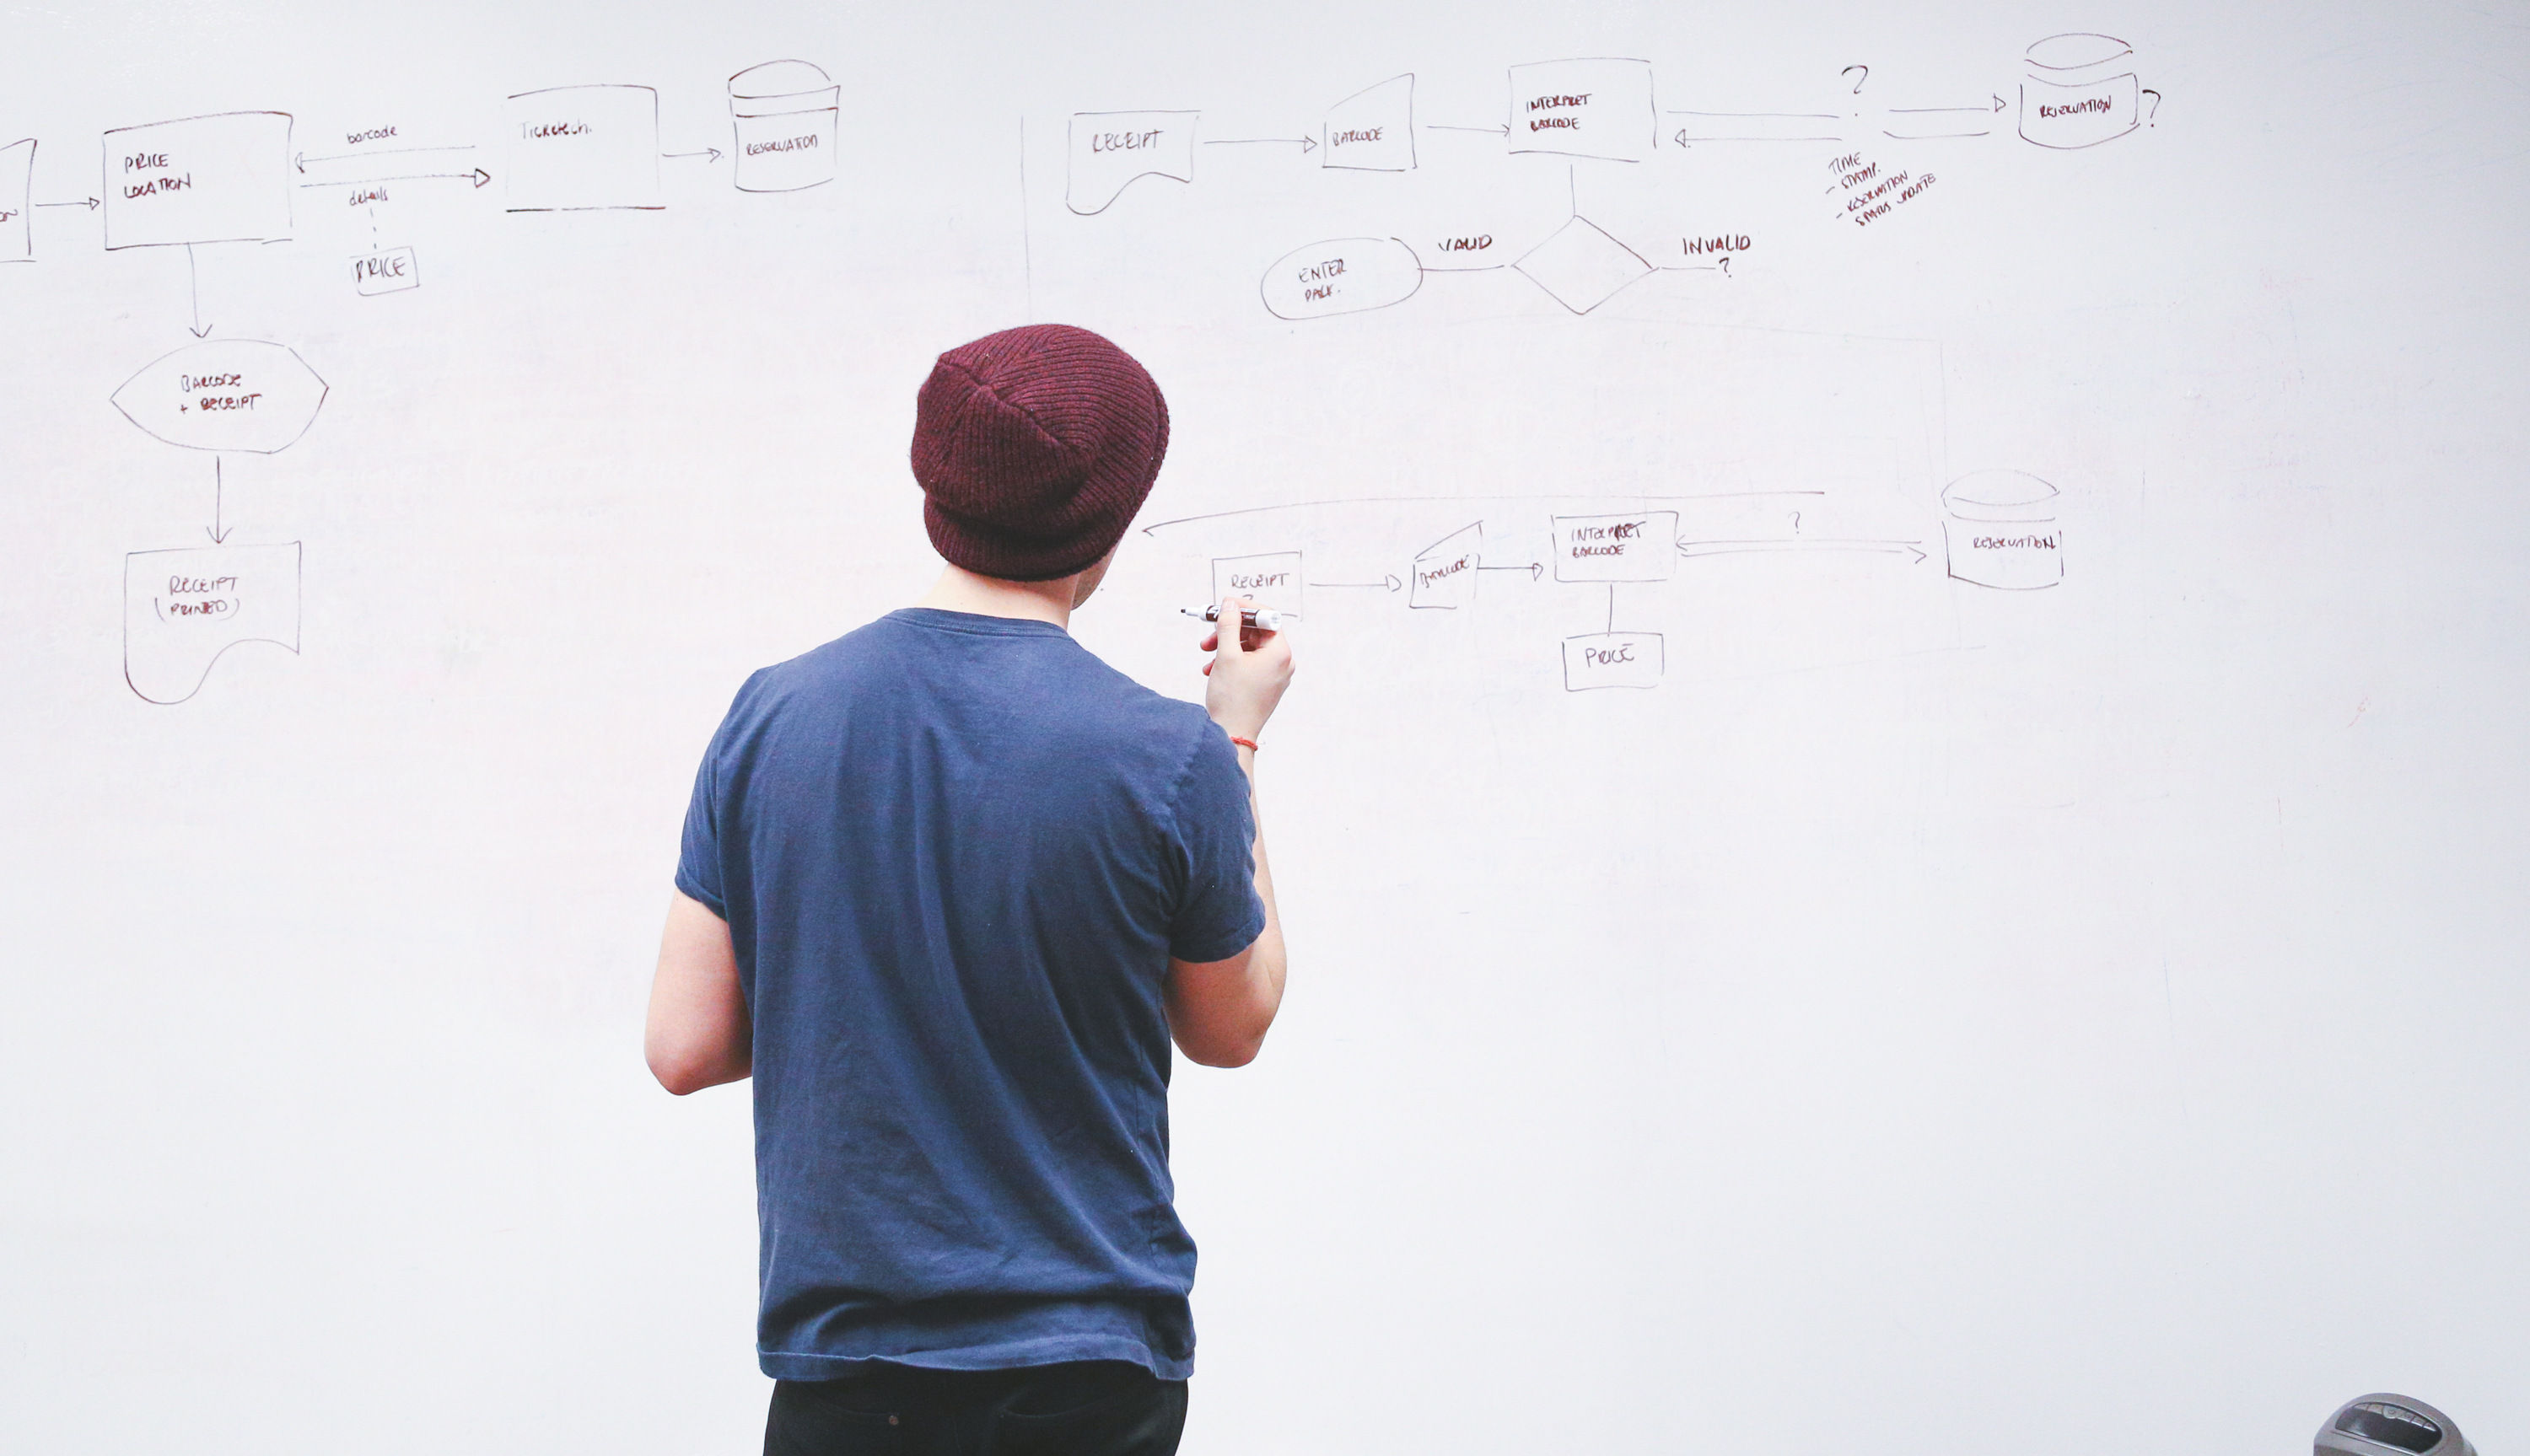 PRICE
LOCATION
barcode
details
PRICE
Ticketech.
RESERVATION
BARCODE
+ RECEIPT
RECEIPT
(PRINTED)
RECEIPT
BARCODE
INTERPRET
BARCODE
?
RESERVATION ?
TIME
- STAMP.
- RESERVATION
STATUS UPDATE
VALID
INVALID
?
ENTER
PARK.
RECEIPT
?
BARCODE
INTERPRET
BARCODE
?
RESERVATION
PRICE